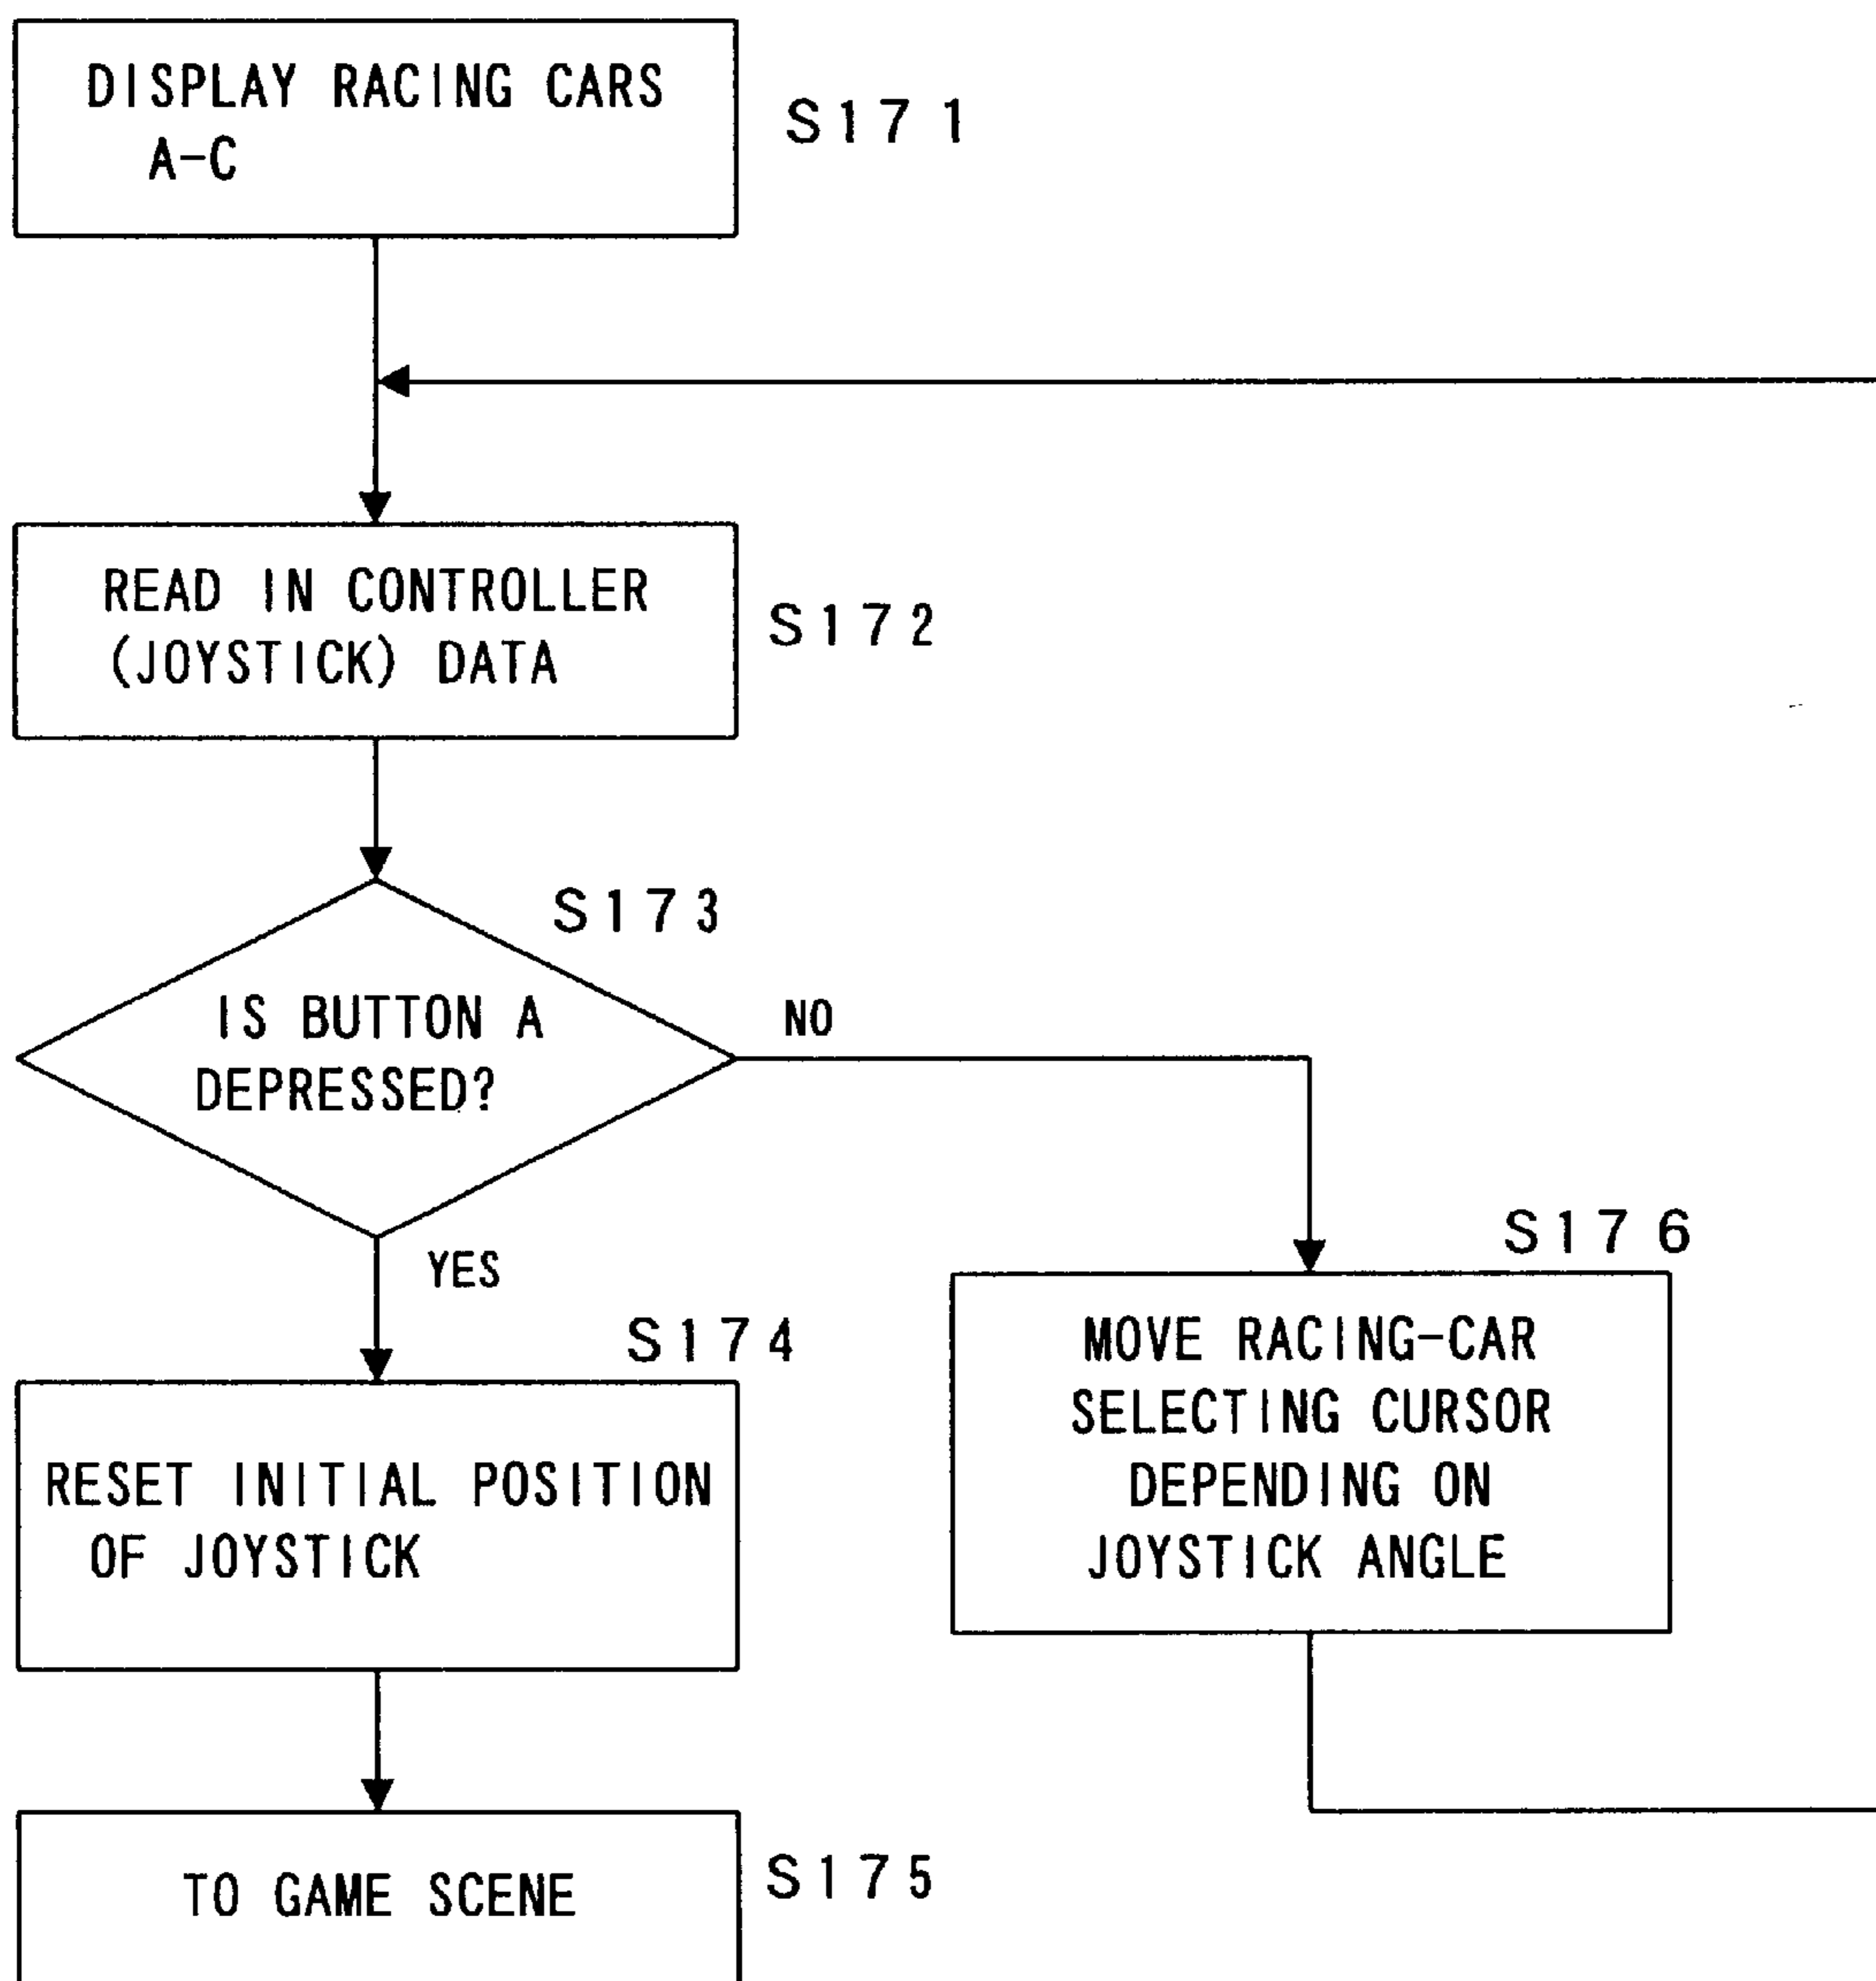 DISPLAY RACING CARS
A-C
S171
READ IN CONTROLLER
(JOYSTICK) DATA
S172
S173
IS BUTTON A
DEPRESSED?
NO
YES
S174
RESET INITIAL POSITION
OF JOYSTICK
S176
MOVE RACING-CAR
SELECTING CURSOR
DEPENDING ON
JOYSTICK ANGLE
TO GAME SCENE
S175